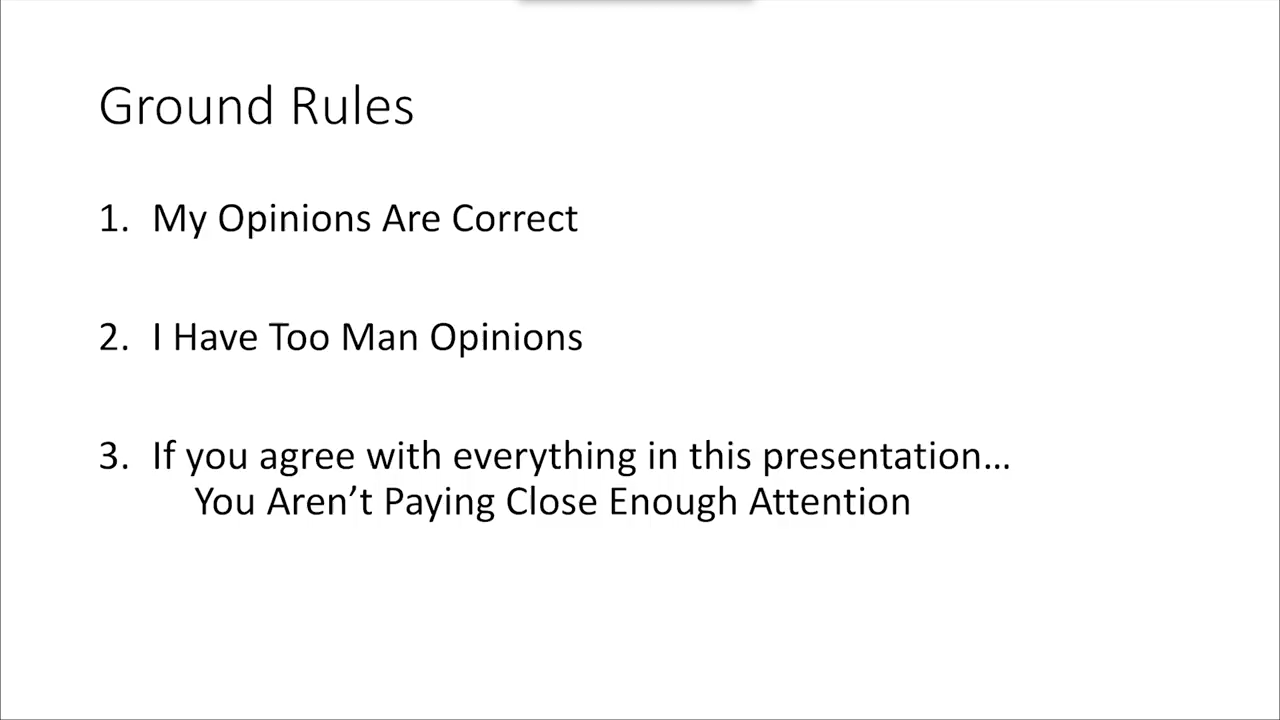 Ground Rules
1. My Opinions Are Correct
2. I Have Too Man Opinions
3. If you agree with everything in this presentation...
You Aren’t Paying Close Enough Attention